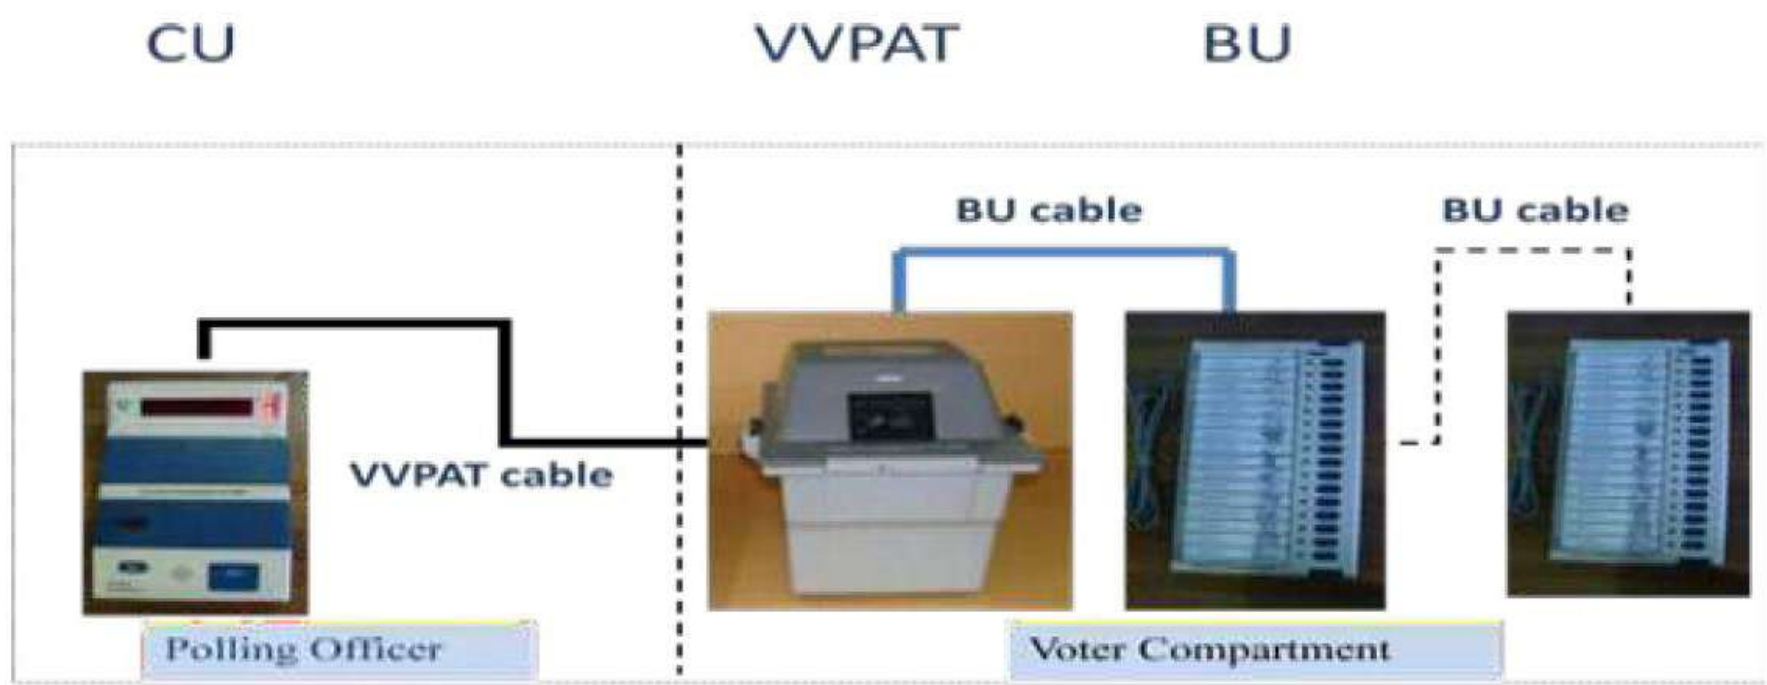 CU
VVPAT
BU
BU cable
BU cable
VVPAT cable
Polling Officer
Voter Compartment